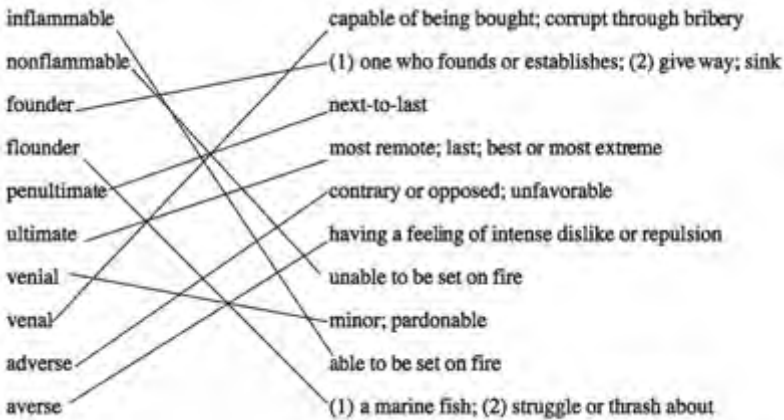 inflammable capable of being bought; corrupt through bribery
nonflammable (1) one who founds or establishes; (2) give way; sink
founder next-to-last
flounder most remote; last; best or most extreme
penultimate contrary or opposed; unfavorable
ultimate having a feeling of intense dislike or repulsion
venial unable to be set on fire
venal minor; pardonable
adverse able to be set on fire
averse (1) a marine fish; (2) struggle or thrash about